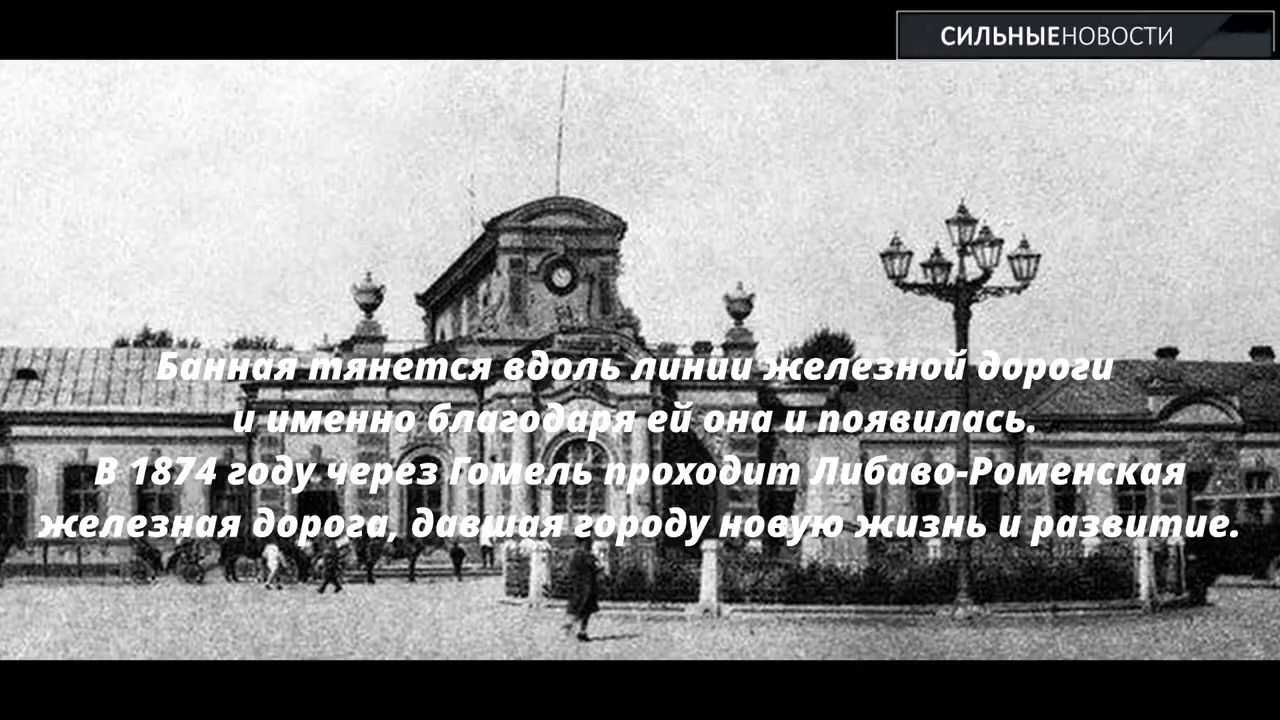 СИЛЬНЫЕНОВОСТИ
Банная тянется вдоль линии железной дороги
и именно благодаря ей она и появилась.
В 1874 году через Гомель проходит Либаво-Роменская
железная дорога, давшая городу новую жизнь и развитие.